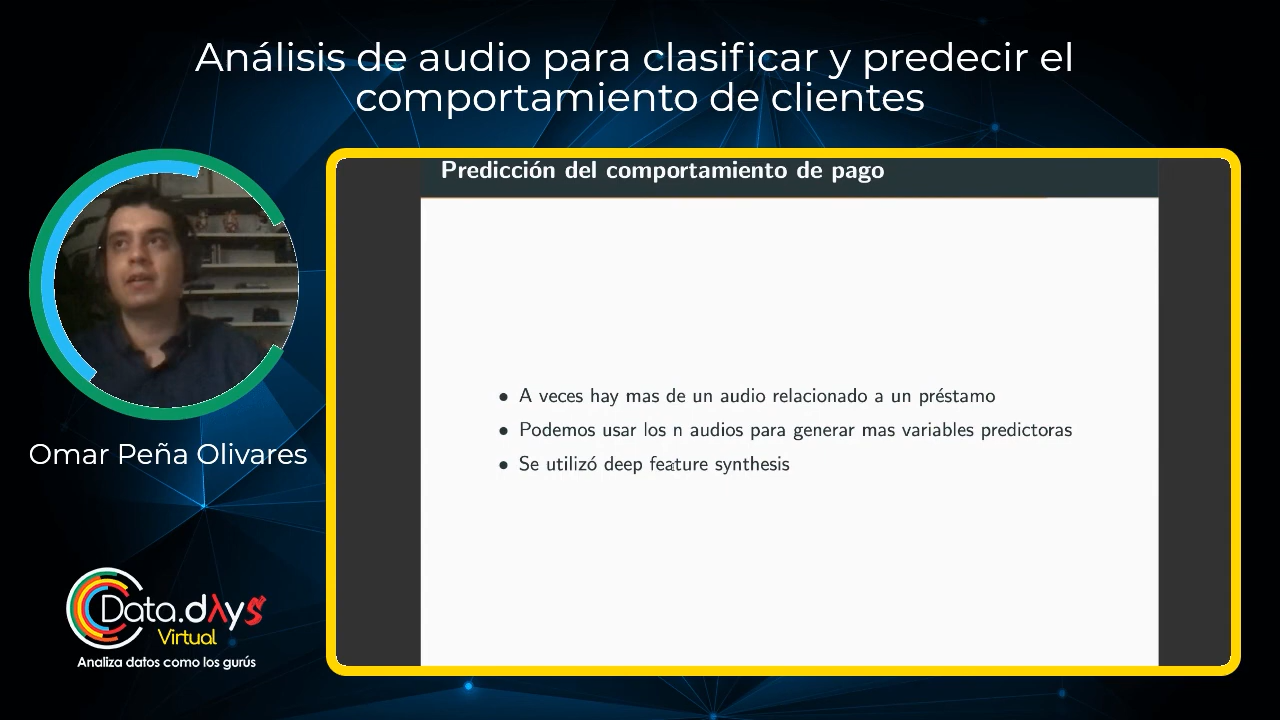 Análisis de audio para clasificar y predecir el
comportamiento de clientes
Predicción del comportamiento de pago
• A veces hay mas de un audio relacionado a un préstamo
• Podemos usar los n audios para generar mas variables predictoras
• Se utilizó deep feature synthesis
Omar Peña Olivares
Data.dλys
Virtual
Analiza datos como los gurús